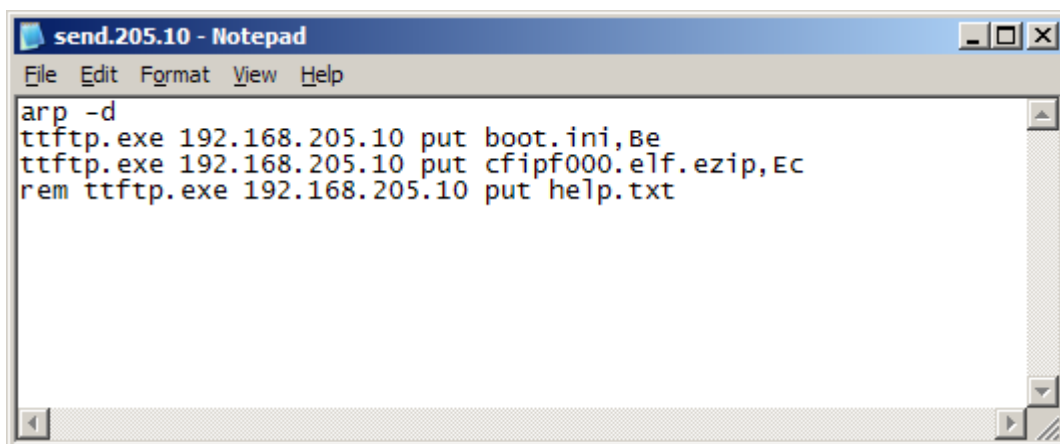 send.205.10 - Notepad
File Edit Format View Help
arp -d
ttftp.exe 192.168.205.10 put boot.ini,Be
ttftp.exe 192.168.205.10 put cfipf000.elf.ezip,Ec
rem ttftp.exe 192.168.205.10 put help.txt